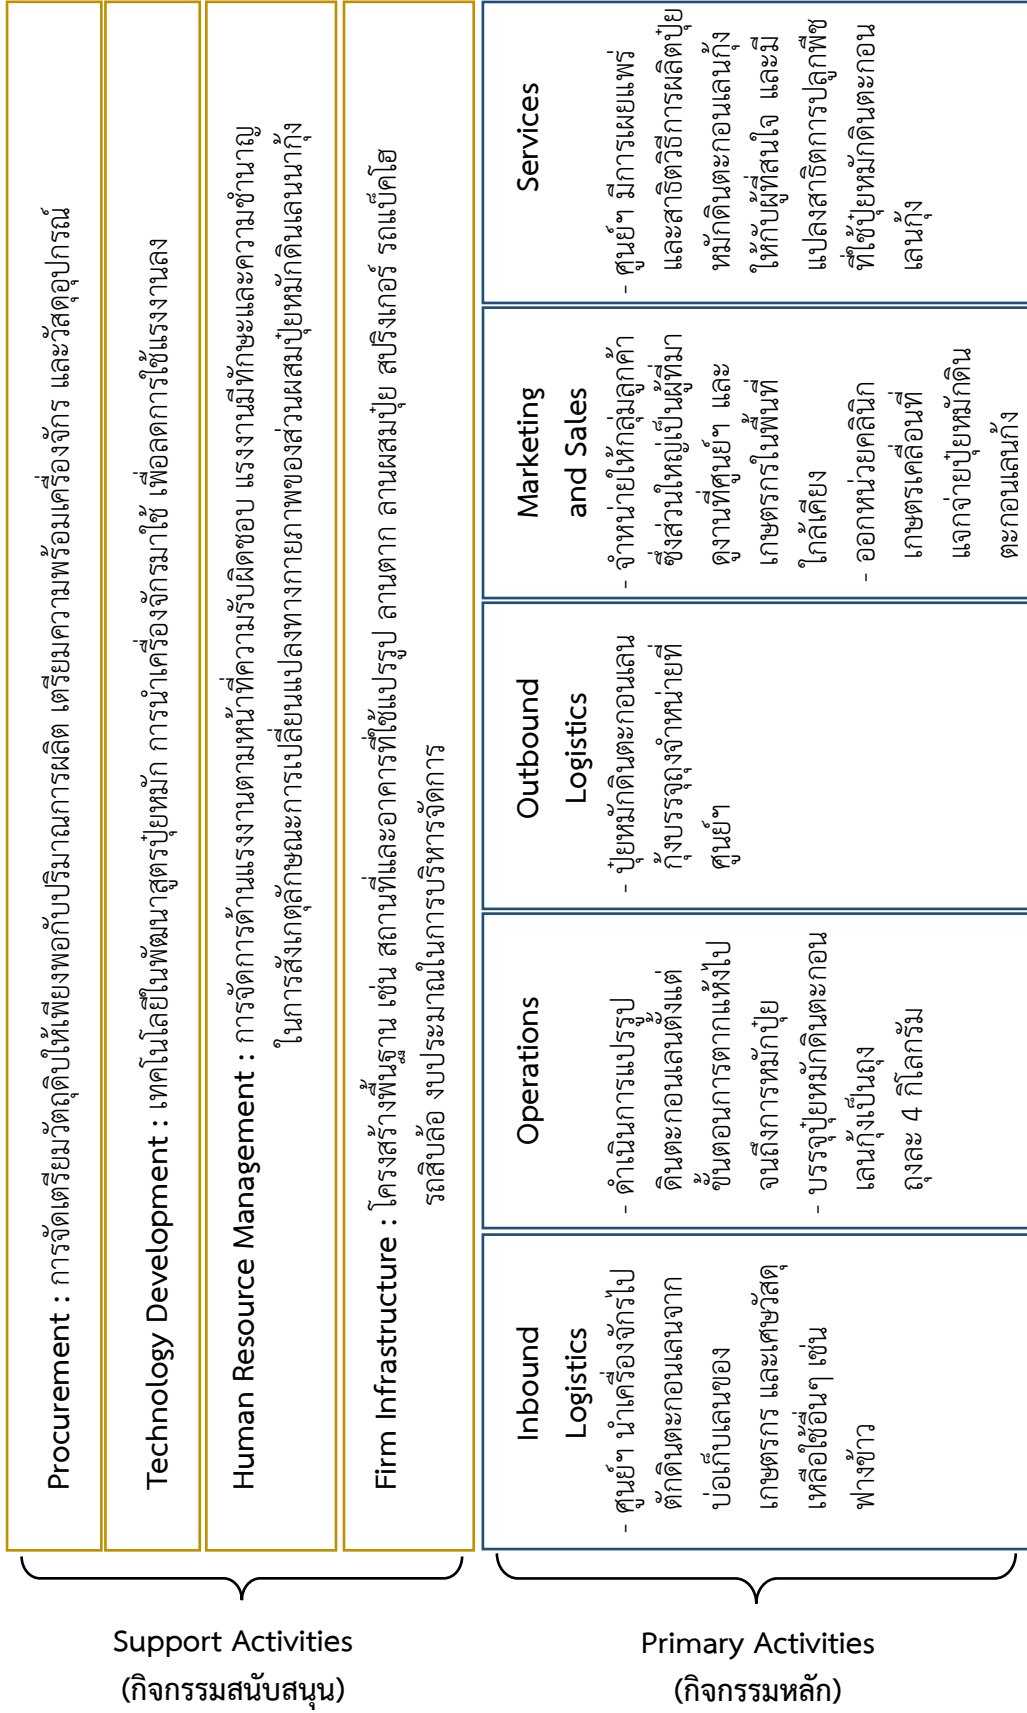 Support Activities
(กิจกรรมสนับสนุน)
Procurement : การจัดเตรียมวัตถุดิบให้เพียงพอกับปริมาณการผลิต เตรียมความพร้อมเครื่องจักร และวัสดุอุปกรณ์
Technology Development : เทคโนโลยีในพัฒนาสูตรปุ๋ยหมัก การนำเครื่องจักรมาใช้ เพื่อลดการใช้แรงงานลง
Human Resource Management : การจัดการด้านแรงงานตามหน้าที่ความรับผิดชอบ แรงงานมีทักษะและความชำนาญ
ในการสังเกตุลักษณะการเปลี่ยนแปลงทางกายภาพของส่วนผสมปุ๋ยหมักดินเลนนากุ้ง
Firm Infrastructure : โครงสร้างพื้นฐาน เช่น สถานที่และอาคารที่ใช้แปรรูป ลานตาก ลานผสมปุ๋ย สปริงเกอร์ รถแบ็คโฮ
รถสิบล้อ งบประมาณในการบริหารจัดการ
Primary Activities
(กิจกรรมหลัก)
Inbound
Logistics
- ศูนย์ฯ นำเครื่องจักรไป
ตักดินตะกอนเลนจาก
บ่อเก็บเลนของ
เกษตรกร และเศษวัสดุ
เหลือใช้อื่นๆ เช่น
ฟางข้าว
Operations
- ดำเนินการแปรรูป
ดินตะกอนเลนตั้งแต่
ขั้นตอนการตากแห้งไป
จนถึงการหมักปุ๋ย
- บรรจุปุ๋ยหมักดินตะกอน
เลนกุ้งเป็นถุง
ถุงละ 4 กิโลกรัม
Outbound
Logistics
- ปุ๋ยหมักดินตะกอนเลน
กุ้งบรรจุถุงจำหน่ายที่
ศูนย์ฯ
Marketing
and Sales
- จำหน่ายให้กลุ่มลูกค้า
ซึ่งส่วนใหญ่เป็นผู้ที่มา
ดูงานที่ศูนย์ฯ และ
เกษตรกรในพื้นที่
ใกล้เคียง
- ออกหน่วยคลินิก
เกษตรเคลื่อนที่
แจกจ่ายปุ๋ยหมักดิน
ตะกอนเลนกุ้ง
Services
- ศูนย์ฯ มีการเผยแพร่
และสาธิตวิธีการผลิตปุ๋ย
หมักดินตะกอนเลนกุ้ง
ให้กับผู้ที่สนใจ และมี
แปลงสาธิตการปลูกพืช
ที่ใช้ปุ๋ยหมักดินตะกอน
เลนกุ้ง